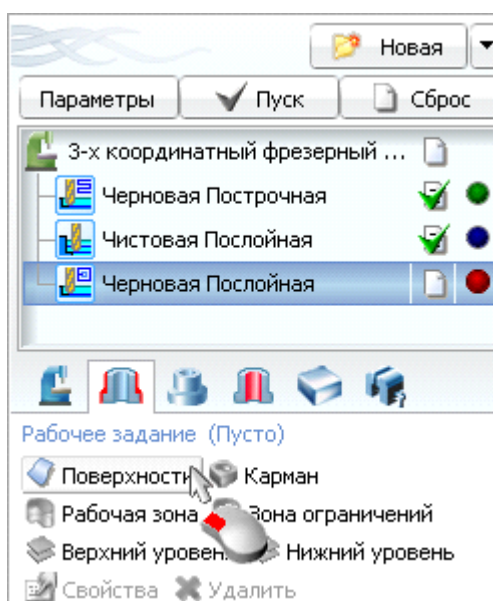 Новая
Параметры Пуск Сброс
3-х координатный фрезерный ...
Черновая Построчная
Чистовая Послойная
Черновая Послойная
Рабочее задание (Пусто)
Поверхности Карман
Рабочая зона Зона ограничений
Верхний уровень Нижний уровень
Свойства Удалить